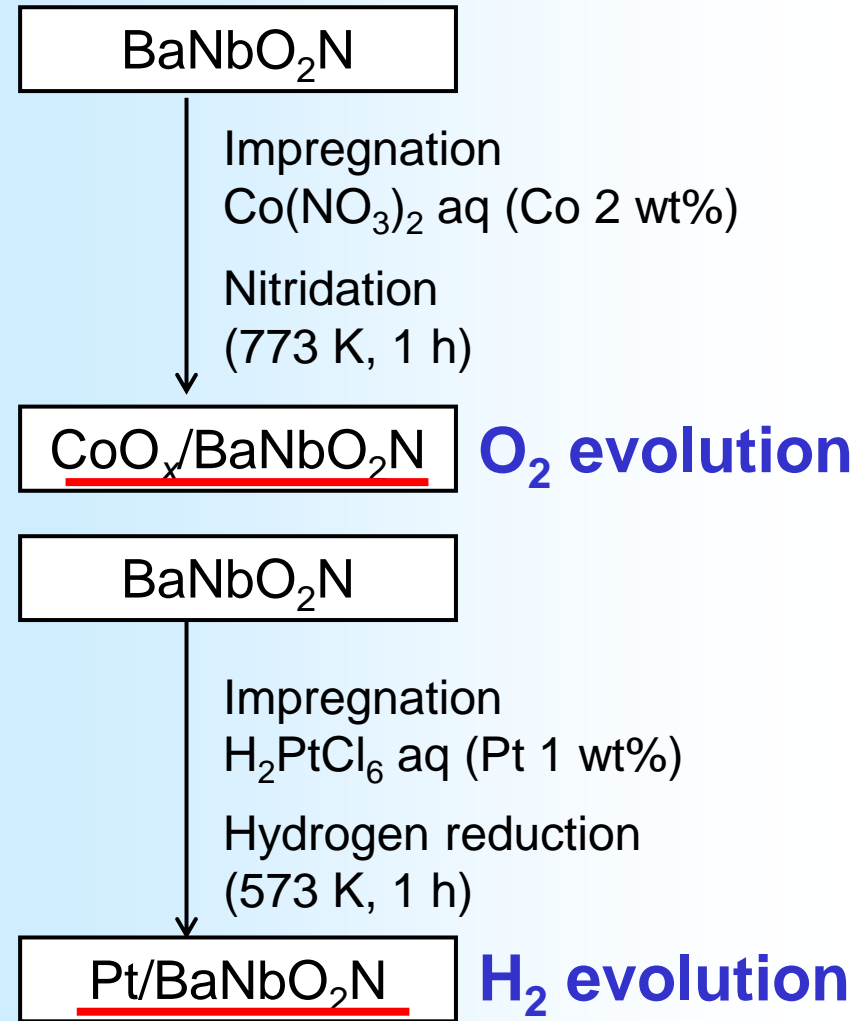 BaNbO₂N
Impregnation
Co(NO₃)₂ aq (Co 2 wt%)
Nitridation
(773 K, 1 h)
CoOₓ/BaNbO₂N
O₂ evolution
BaNbO₂N
Impregnation
H₂PtCl₆ aq (Pt 1 wt%)
Hydrogen reduction
(573 K, 1 h)
Pt/BaNbO₂N
H₂ evolution